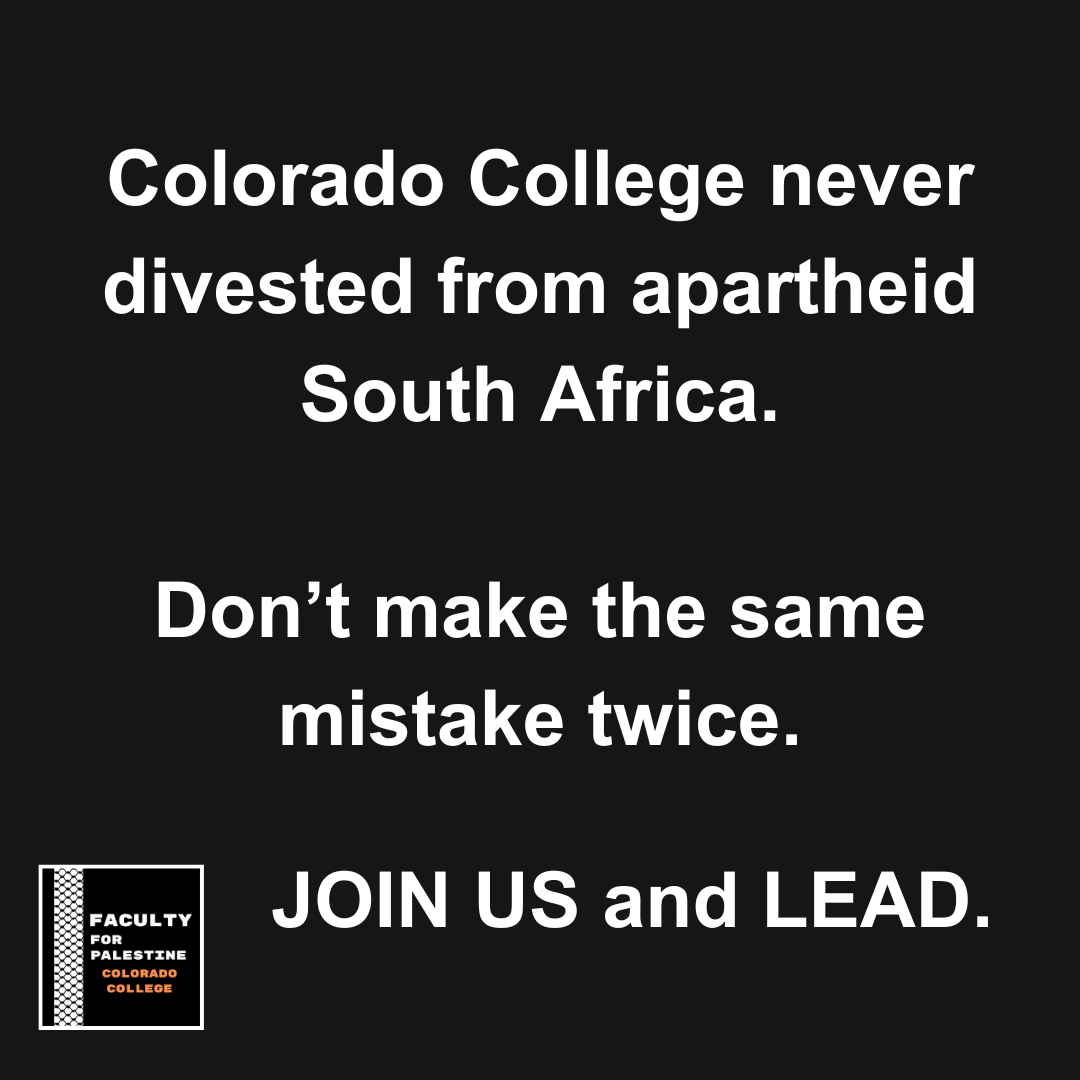 Colorado College never
divested from apartheid
South Africa.
Don’t make the same
mistake twice.
JOIN US and LEAD.
FACULTY
FOR
PALESTINE
COLORADO
COLLEGE